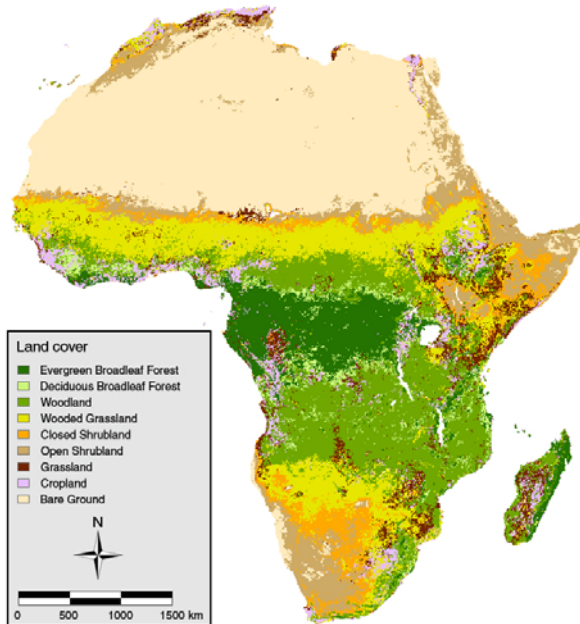 Land cover
Evergreen Broadleaf Forest
Deciduous Broadleaf Forest
Woodland
Wooded Grassland
Closed Shrubland
Open Shrubland
Grassland
Cropland
Bare Ground
N
0 500 1000 1500 km